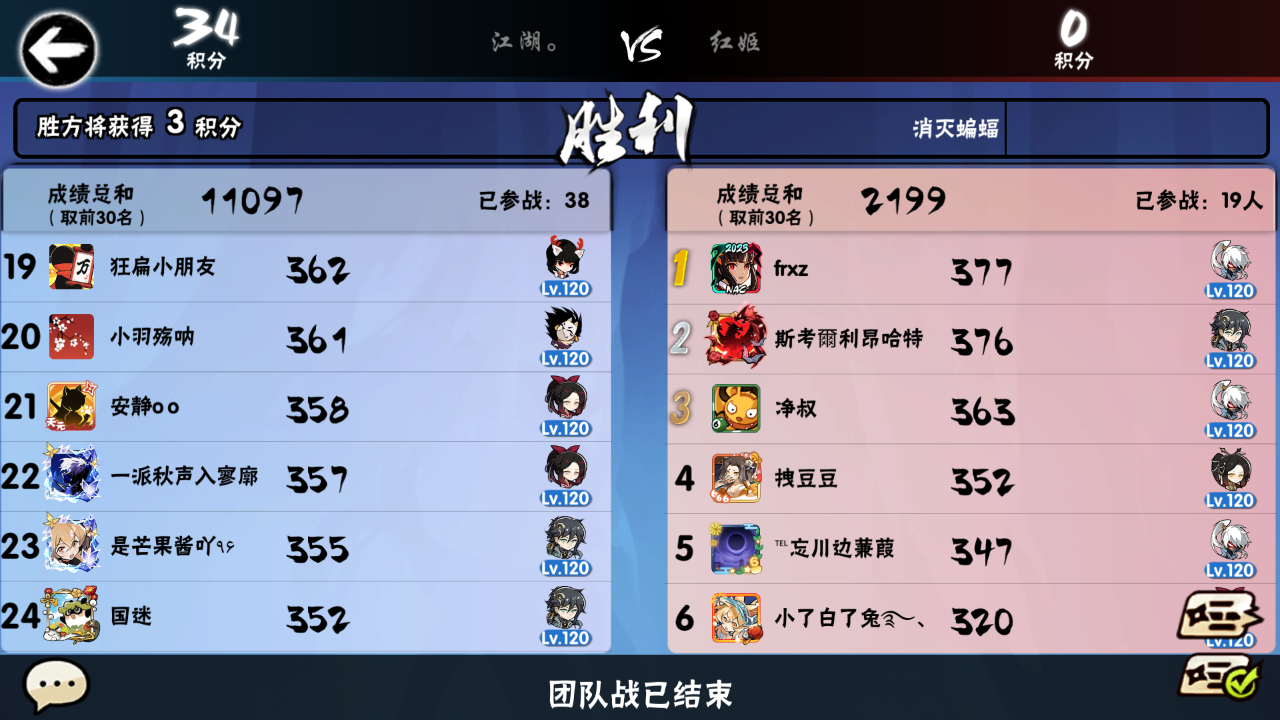 34
积分
江湖。
VS
红姬
0
积分
胜方将获得 3 积分
胜利
消灭蝙蝠
成绩总和
（取前30名）
11097
已参战：38
19 狂扁小朋友 362 Lv.120
20 小羽殇呐 361 Lv.120
21 安静oo 358 Lv.120
22 一派秋声入寥廓 357 Lv.120
23 是芒果酱吖۹۶ 355 Lv.120
24 国迷 352 Lv.120
成绩总和
（取前30名）
2199
已参战：19人
1 frxz 377 Lv.120
2 斯考爾利昂哈特 376 Lv.120
3 净叔 363 Lv.120
4 拽豆豆 352 Lv.120
5 ℡忘川边蒹葭 347 Lv.120
6 小了白了兔 320 Lv.120
团队战已结束